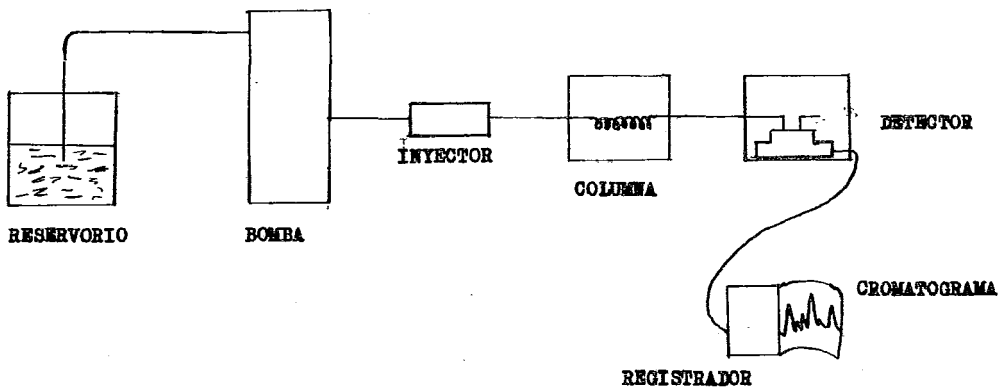 RESERVORIO
BOMBA
INYECTOR
COLUMNA
DETECTOR
CROMATOGRAMA
REGISTRADOR